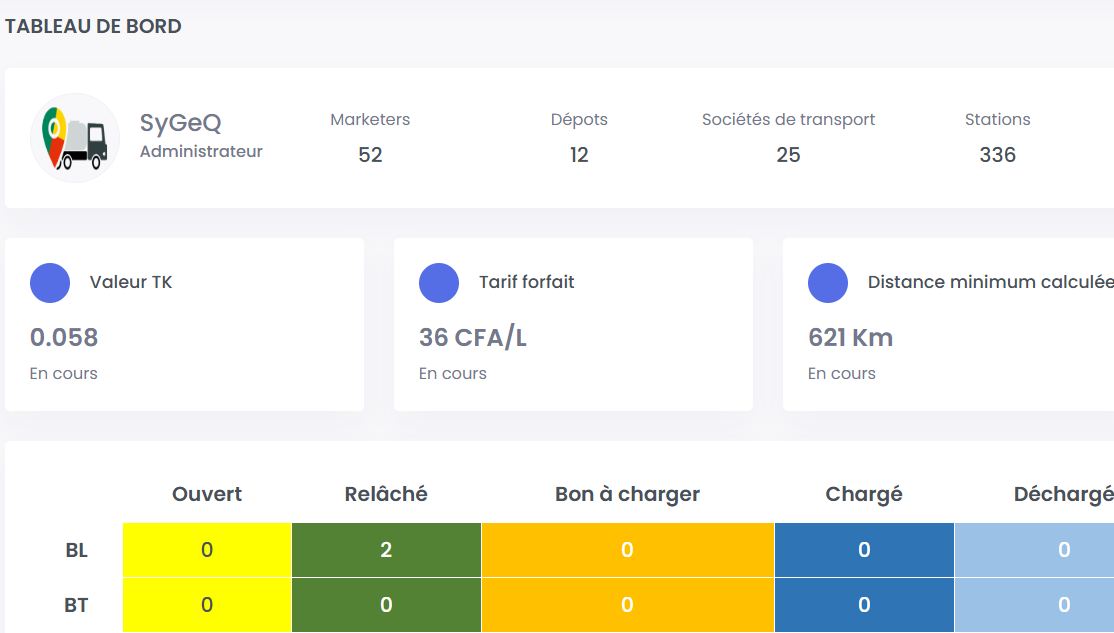 TABLEAU DE BORD
SyGeQ
Administrateur
Marketers Dépots Sociétés de transport Stations
52 12 25 336
Valeur TK
0.058
En cours
Tarif forfait
36 CFA/L
En cours
Distance minimum calculée
621 Km
En cours
Ouvert Relâché Bon à charger Chargé Déchargé
BL 0 2 0 0 0
BT 0 0 0 0 0